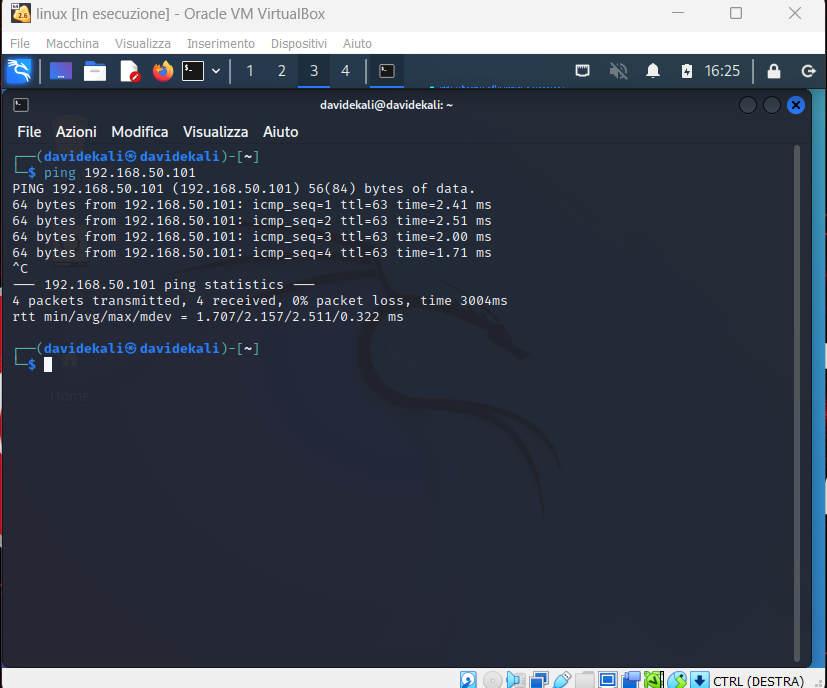 linux [In esecuzione] - Oracle VM VirtualBox
File Macchina Visualizza Inserimento Dispositivi Aiuto
1 2 3 4 16:25
davidekali@davidekali: ~
File Azioni Modifica Visualizza Aiuto
┌──(davidekali㉿davidekali)-[~]
└─$ ping 192.168.50.101
PING 192.168.50.101 (192.168.50.101) 56(84) bytes of data.
64 bytes from 192.168.50.101: icmp_seq=1 ttl=63 time=2.41 ms
64 bytes from 192.168.50.101: icmp_seq=2 ttl=63 time=2.51 ms
64 bytes from 192.168.50.101: icmp_seq=3 ttl=63 time=2.00 ms
64 bytes from 192.168.50.101: icmp_seq=4 ttl=63 time=1.71 ms
^C
--- 192.168.50.101 ping statistics ---
4 packets transmitted, 4 received, 0% packet loss, time 3004ms
rtt min/avg/max/mdev = 1.707/2.157/2.511/0.322 ms
┌──(davidekali㉿davidekali)-[~]
└─$
Home
CTRL (DESTRA)